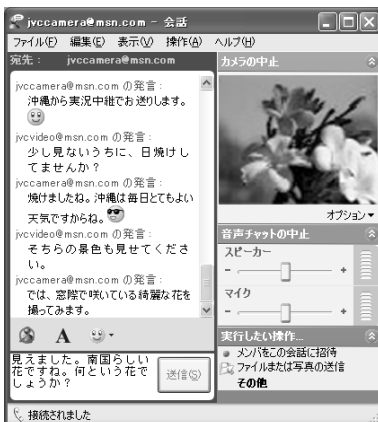 jvccamera@msn.com - 会話
ファイル(F) 編集(E) 表示(V) 操作(A) ヘルプ(H)
宛先: jvccamera@msn.com
jvccamera@msn.com の発言:
沖縄から実況中継でお送りします。
jvcvideo@msn.com の発言:
少し見ないうちに、日焼けし
てませんか?
jvccamera@msn.com の発言:
焼けましたね。沖縄は毎日とてもよい
天気ですからね。
jvcvideo@msn.com の発言:
そちらの景色も見せてくださ
い。
jvccamera@msn.com の発言:
では、窓際で咲いている綺麗な花を
撮ってみます。
A
見えました。南国らしい
花ですね。何という花で
しょうか?
送信(S)
カメラの中止
オプション
音声チャットの中止
スピーカー
- +
マイク
- +
実行したい操作...
メンバをこの会話に招待
ファイルまたは写真の送信
その他
接続されました